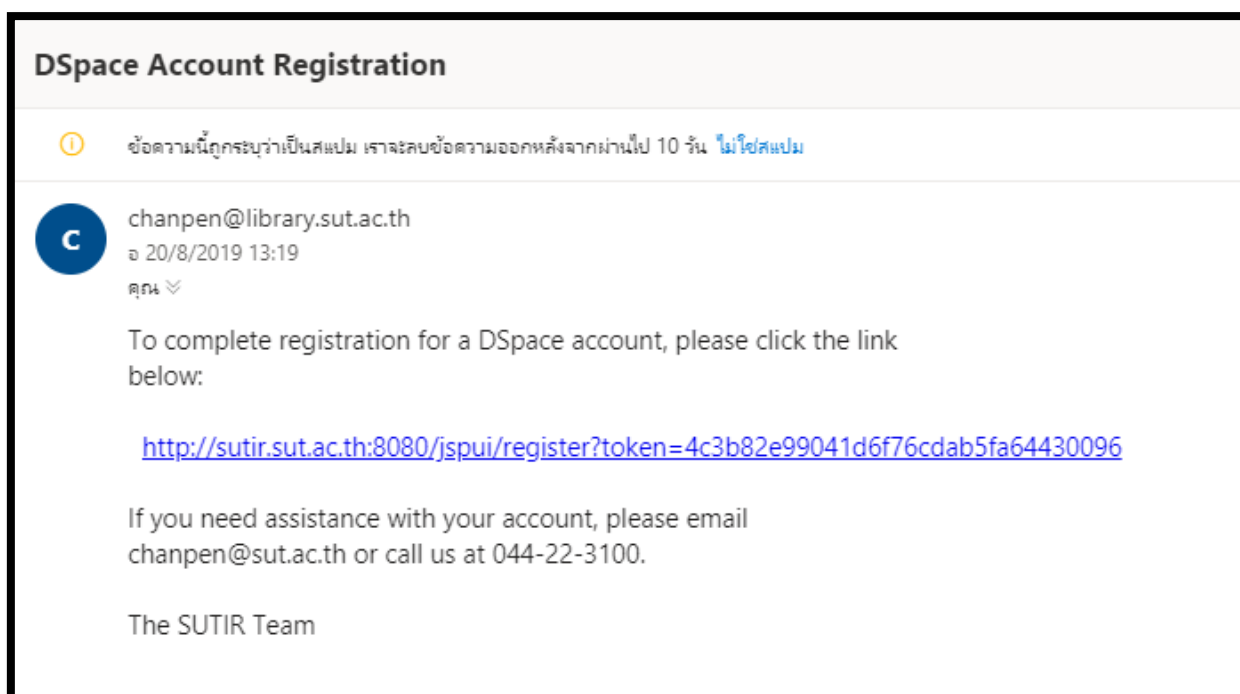 DSpace Account Registration
ข้อความนี้ถูกระบุว่าเป็นสแปม เราจะลบข้อความออกหลังจากผ่านไป 10 วัน ไม่ใช่สแปม
C
chanpen@library.sut.ac.th
อ 20/8/2019 13:19
คุณ
To complete registration for a DSpace account, please click the link
below:
http://sutir.sut.ac.th:8080/jspui/register?token=4c3b82e99041d6f76cdab5fa64430096
If you need assistance with your account, please email
chanpen@sut.ac.th or call us at 044-22-3100.
The SUTIR Team